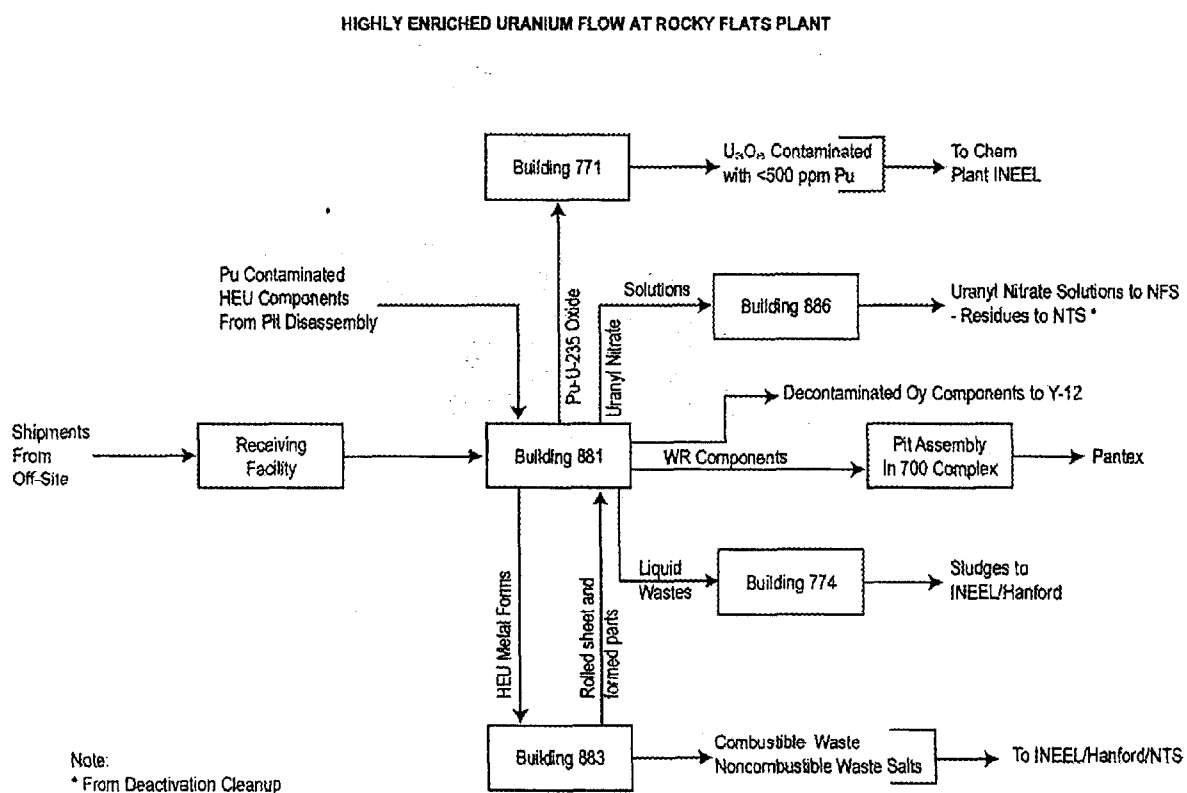 HIGHLY ENRICHED URANIUM FLOW AT ROCKY FLATS PLANT
Building 771
U₃O₈ Contaminated
with <500 ppm Pu
To Chem
Plant INEEL
Pu Contaminated
HEU Components
From Pit Disassembly
Pu-U-235 Oxide
Solutions
Uranyl Nitrate
Building 886
Uranyl Nitrate Solutions to NFS
- Residues to NTS *
Decontaminated Oy Components to Y-12
Shipments
From
Off-Site
Receiving
Facility
Building 881
WR Components
Pit Assembly
In 700 Complex
Pantex
HEU Metal Forms
Rolled sheet and
formed parts
Liquid
Wastes
Building 774
Sludges to
INEEL/Hanford
Building 883
Combustible Waste
Noncombustible Waste Salts
To INEEL/Hanford/NTS
Note:
* From Deactivation Cleanup